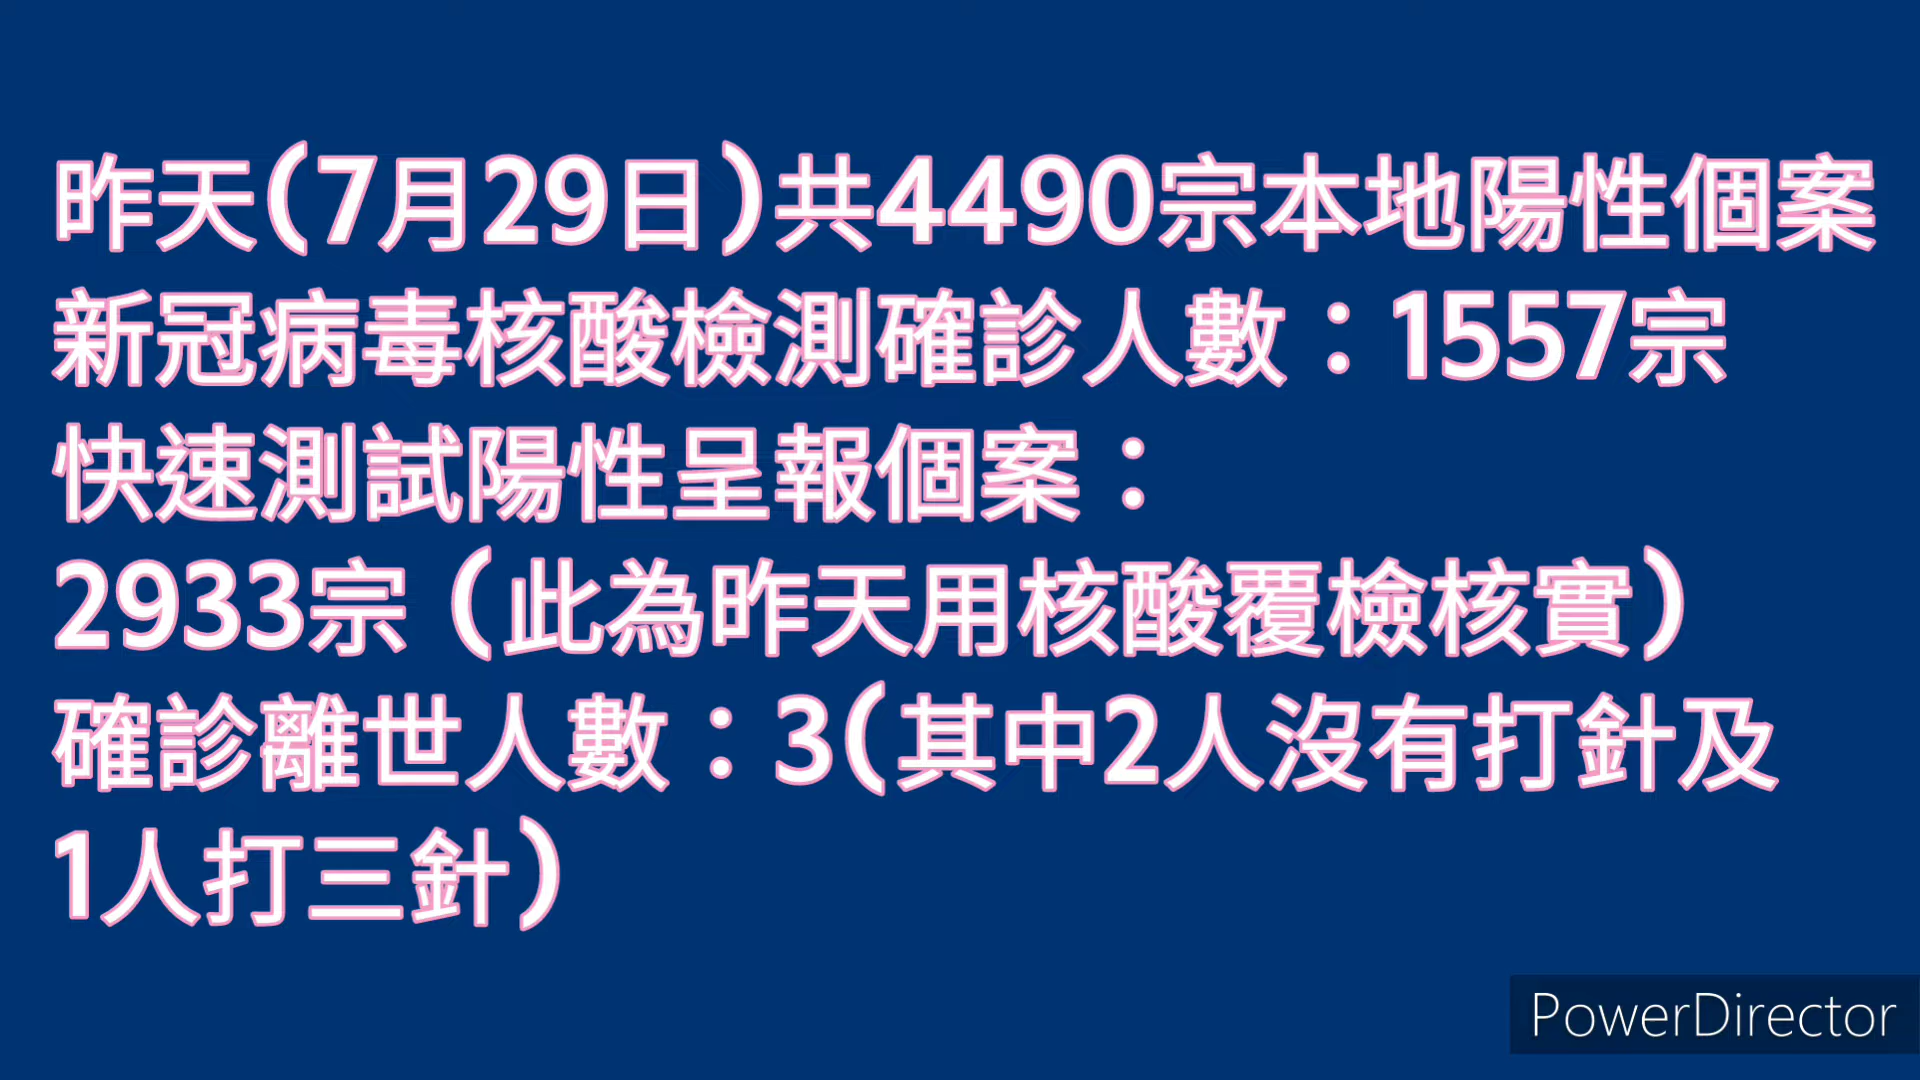 昨天(7月29日)共4490宗本地陽性個案
新冠病毒核酸檢測確診人數：1557宗
快速測試陽性呈報個案：
2933宗（此為昨天用核酸覆檢核實）
確診離世人數：3(其中2人沒有打針及
1人打三針)
PowerDirector